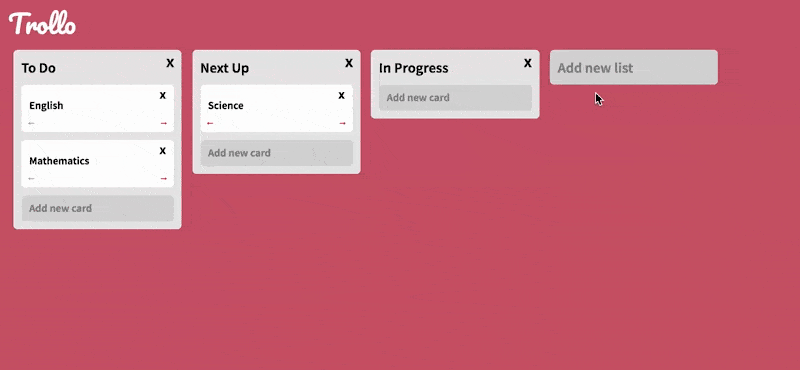 Trollo
To Do X
English X
← →
Mathematics X
← →
Add new card
Next Up X
Science X
← →
Add new card
In Progress X
Add new card
Add new list